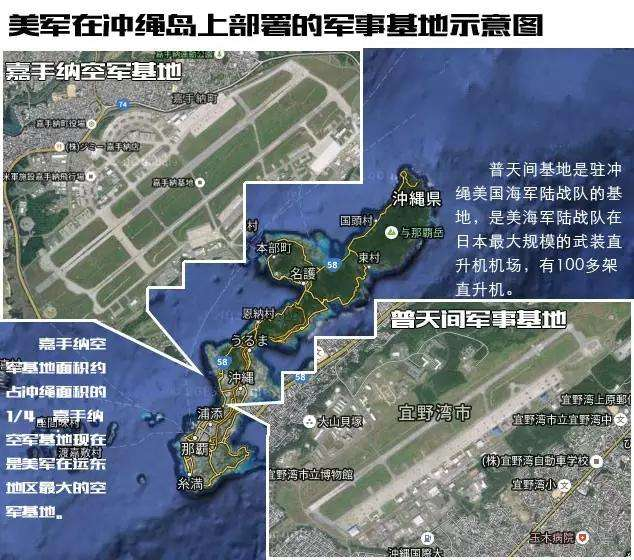 美军在冲绳岛上部署的军事基地示意图
嘉手纳空军基地
嘉手納町
74
嘉手納町役場
(株)ジミー 嘉手納店
米軍施設嘉手納飛行場
嘉手納基地
沖縄県
国頭村
与那覇岳
村
本部町
58
東村
名護
恩納村
うるま
58
沖縄
58
浦添
那覇
糸満
渡嘉敷村
普天间基地是驻冲
绳美国海军陆战队的基
地，是美海军陆战队在
日本最大规模的武装直
升机机场，有100多架
直升机。
嘉手纳空
军基地面积约
占冲绳面积的
1/4。嘉手纳
空军基地现在
是美军在远东
地区最大的空
军基地。
普天间军事基地
宜野湾市
大山貝塚
宜野湾市立博物館
宜野湾上原郵
宜野湾市立宜野湾中
(株)宜野湾自動車学校
宜野湾小
玉木病院
沖縄国際大